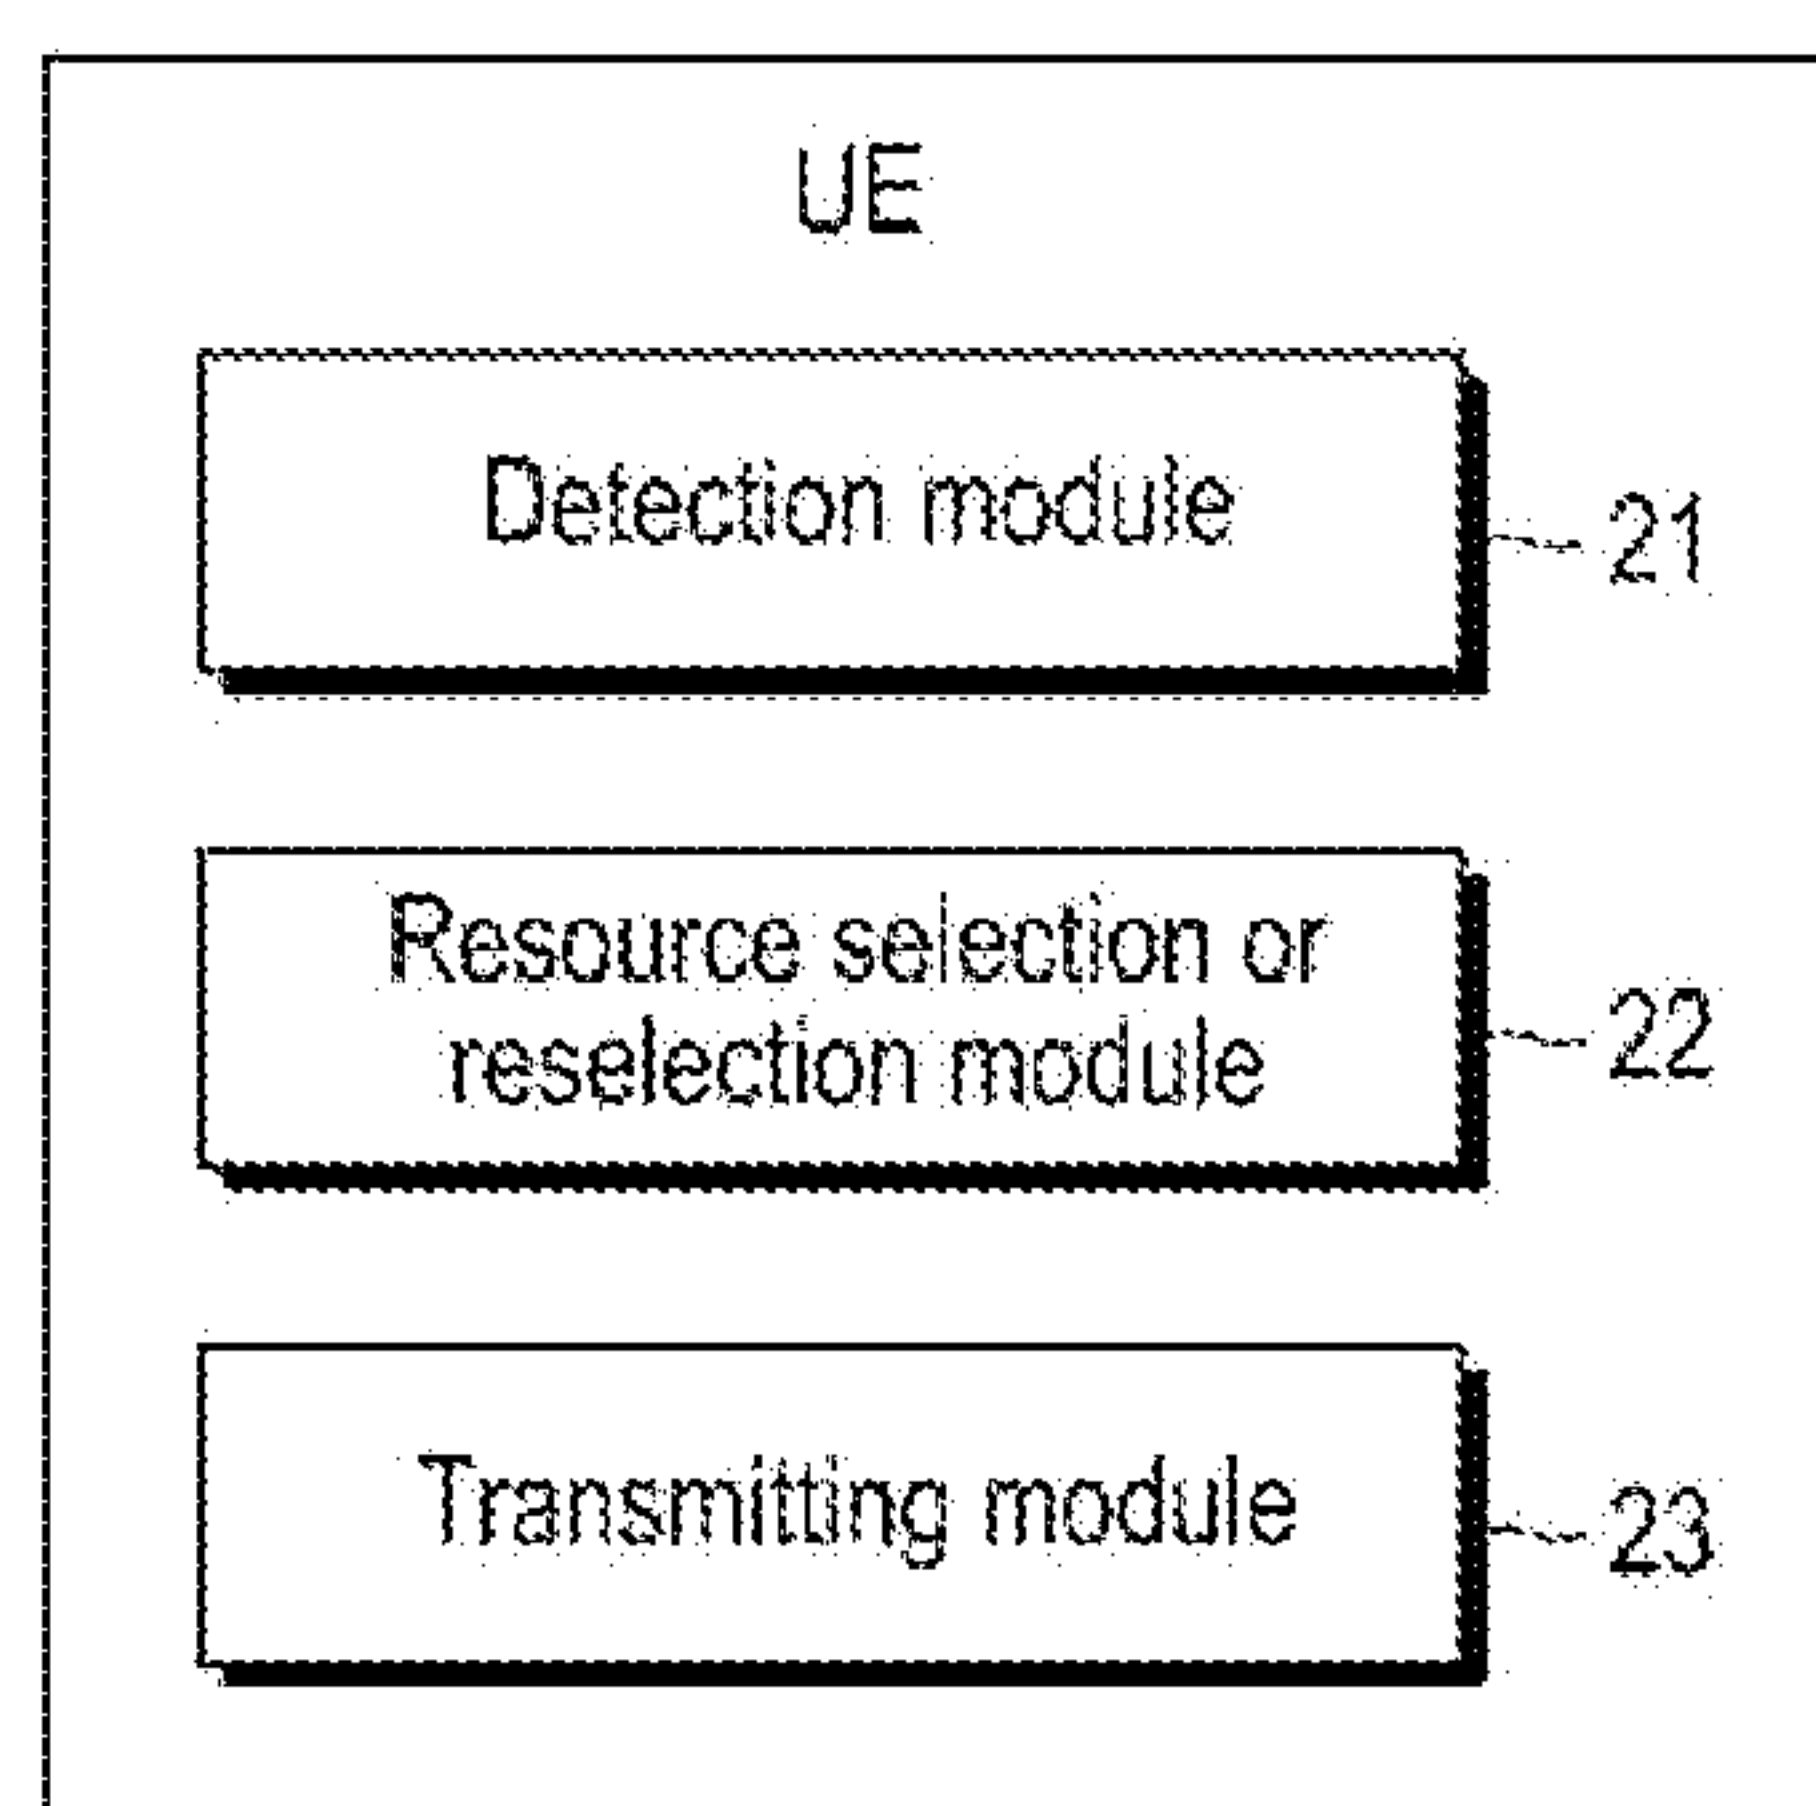 UE
Detection module
21
Resource selection or
reselection module
22
Transmitting module
23